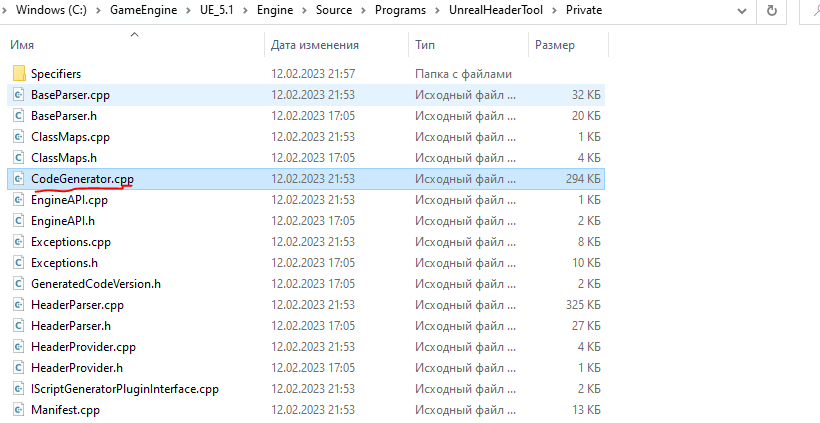 Windows (C:) > GameEngine > UE_5.1 > Engine > Source > Programs > UnrealHeaderTool > Private
Имя Дата изменения Тип Размер
Specifiers 12.02.2023 21:57 Папка с файлами
BaseParser.cpp 12.02.2023 21:53 Исходный файл ... 32 КБ
BaseParser.h 12.02.2023 17:05 Исходный файл ... 20 КБ
ClassMaps.cpp 12.02.2023 21:53 Исходный файл ... 1 КБ
ClassMaps.h 12.02.2023 17:05 Исходный файл ... 4 КБ
CodeGenerator.cpp 12.02.2023 21:53 Исходный файл ... 294 КБ
EngineAPI.cpp 12.02.2023 21:53 Исходный файл ... 1 КБ
EngineAPI.h 12.02.2023 17:05 Исходный файл ... 2 КБ
Exceptions.cpp 12.02.2023 21:53 Исходный файл ... 8 КБ
Exceptions.h 12.02.2023 17:05 Исходный файл ... 10 КБ
GeneratedCodeVersion.h 12.02.2023 17:05 Исходный файл ... 2 КБ
HeaderParser.cpp 12.02.2023 21:53 Исходный файл ... 325 КБ
HeaderParser.h 12.02.2023 17:05 Исходный файл ... 27 КБ
HeaderProvider.cpp 12.02.2023 21:53 Исходный файл ... 4 КБ
HeaderProvider.h 12.02.2023 17:05 Исходный файл ... 1 КБ
IScriptGeneratorPluginInterface.cpp 12.02.2023 21:53 Исходный файл ... 2 КБ
Manifest.cpp 12.02.2023 21:53 Исходный файл ... 13 КБ